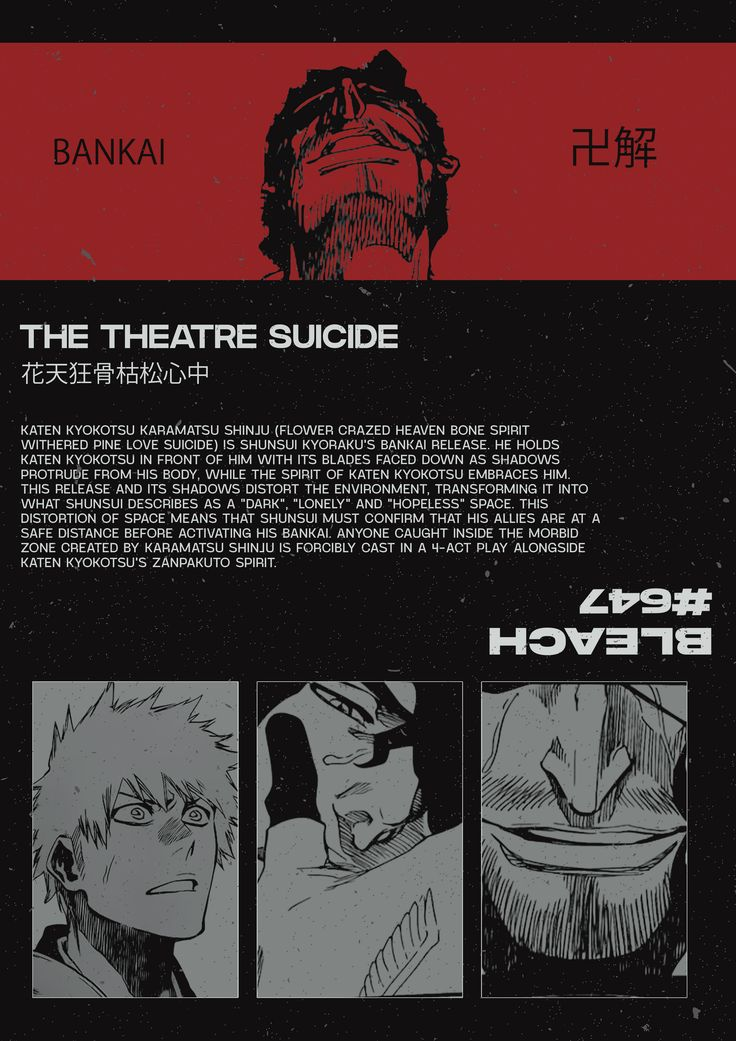 BANKAI
卍解
THE THEATRE SUICIDE
花天狂骨枯松心中
KATEN KYOKOTSU KARAMATSU SHINJU (FLOWER CRAZED HEAVEN BONE SPIRIT
WITHERED PINE LOVE SUICIDE) IS SHUNSUI KYORAKU'S BANKAI RELEASE. HE HOLDS
KATEN KYOKOTSU IN FRONT OF HIM WITH ITS BLADES FACED DOWN AS SHADOWS
PROTRUDE FROM HIS BODY, WHILE THE SPIRIT OF KATEN KYOKOTSU EMBRACES HIM.
THIS RELEASE AND ITS SHADOWS DISTORT THE ENVIRONMENT, TRANSFORMING IT INTO
WHAT SHUNSUI DESCRIBES AS A "DARK", "LONELY" AND "HOPELESS" SPACE. THIS
DISTORTION OF SPACE MEANS THAT SHUNSUI MUST CONFIRM THAT HIS ALLIES ARE AT A
SAFE DISTANCE BEFORE ACTIVATING HIS BANKAI. ANYONE CAUGHT INSIDE THE MORBID
ZONE CREATED BY KARAMATSU SHINJU IS FORCIBLY CAST IN A 4-ACT PLAY ALONGSIDE
KATEN KYOKOTSU'S ZANPAKUTO SPIRIT.
BLEACH
#647